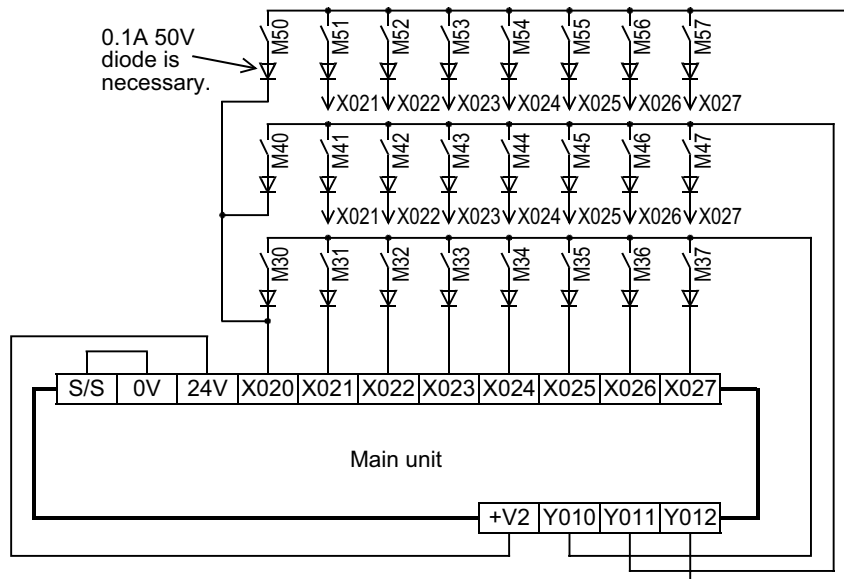 M50 M51 M52 M53 M54 M55 M56 M57
0.1A 50V
diode is
necessary.
X021 X022 X023 X024 X025 X026 X027
M40 M41 M42 M43 M44 M45 M46 M47
X021 X022 X023 X024 X025 X026 X027
M30 M31 M32 M33 M34 M35 M36 M37
S/S 0V 24V X020 X021 X022 X023 X024 X025 X026 X027
Main unit
+V2 Y010 Y011 Y012